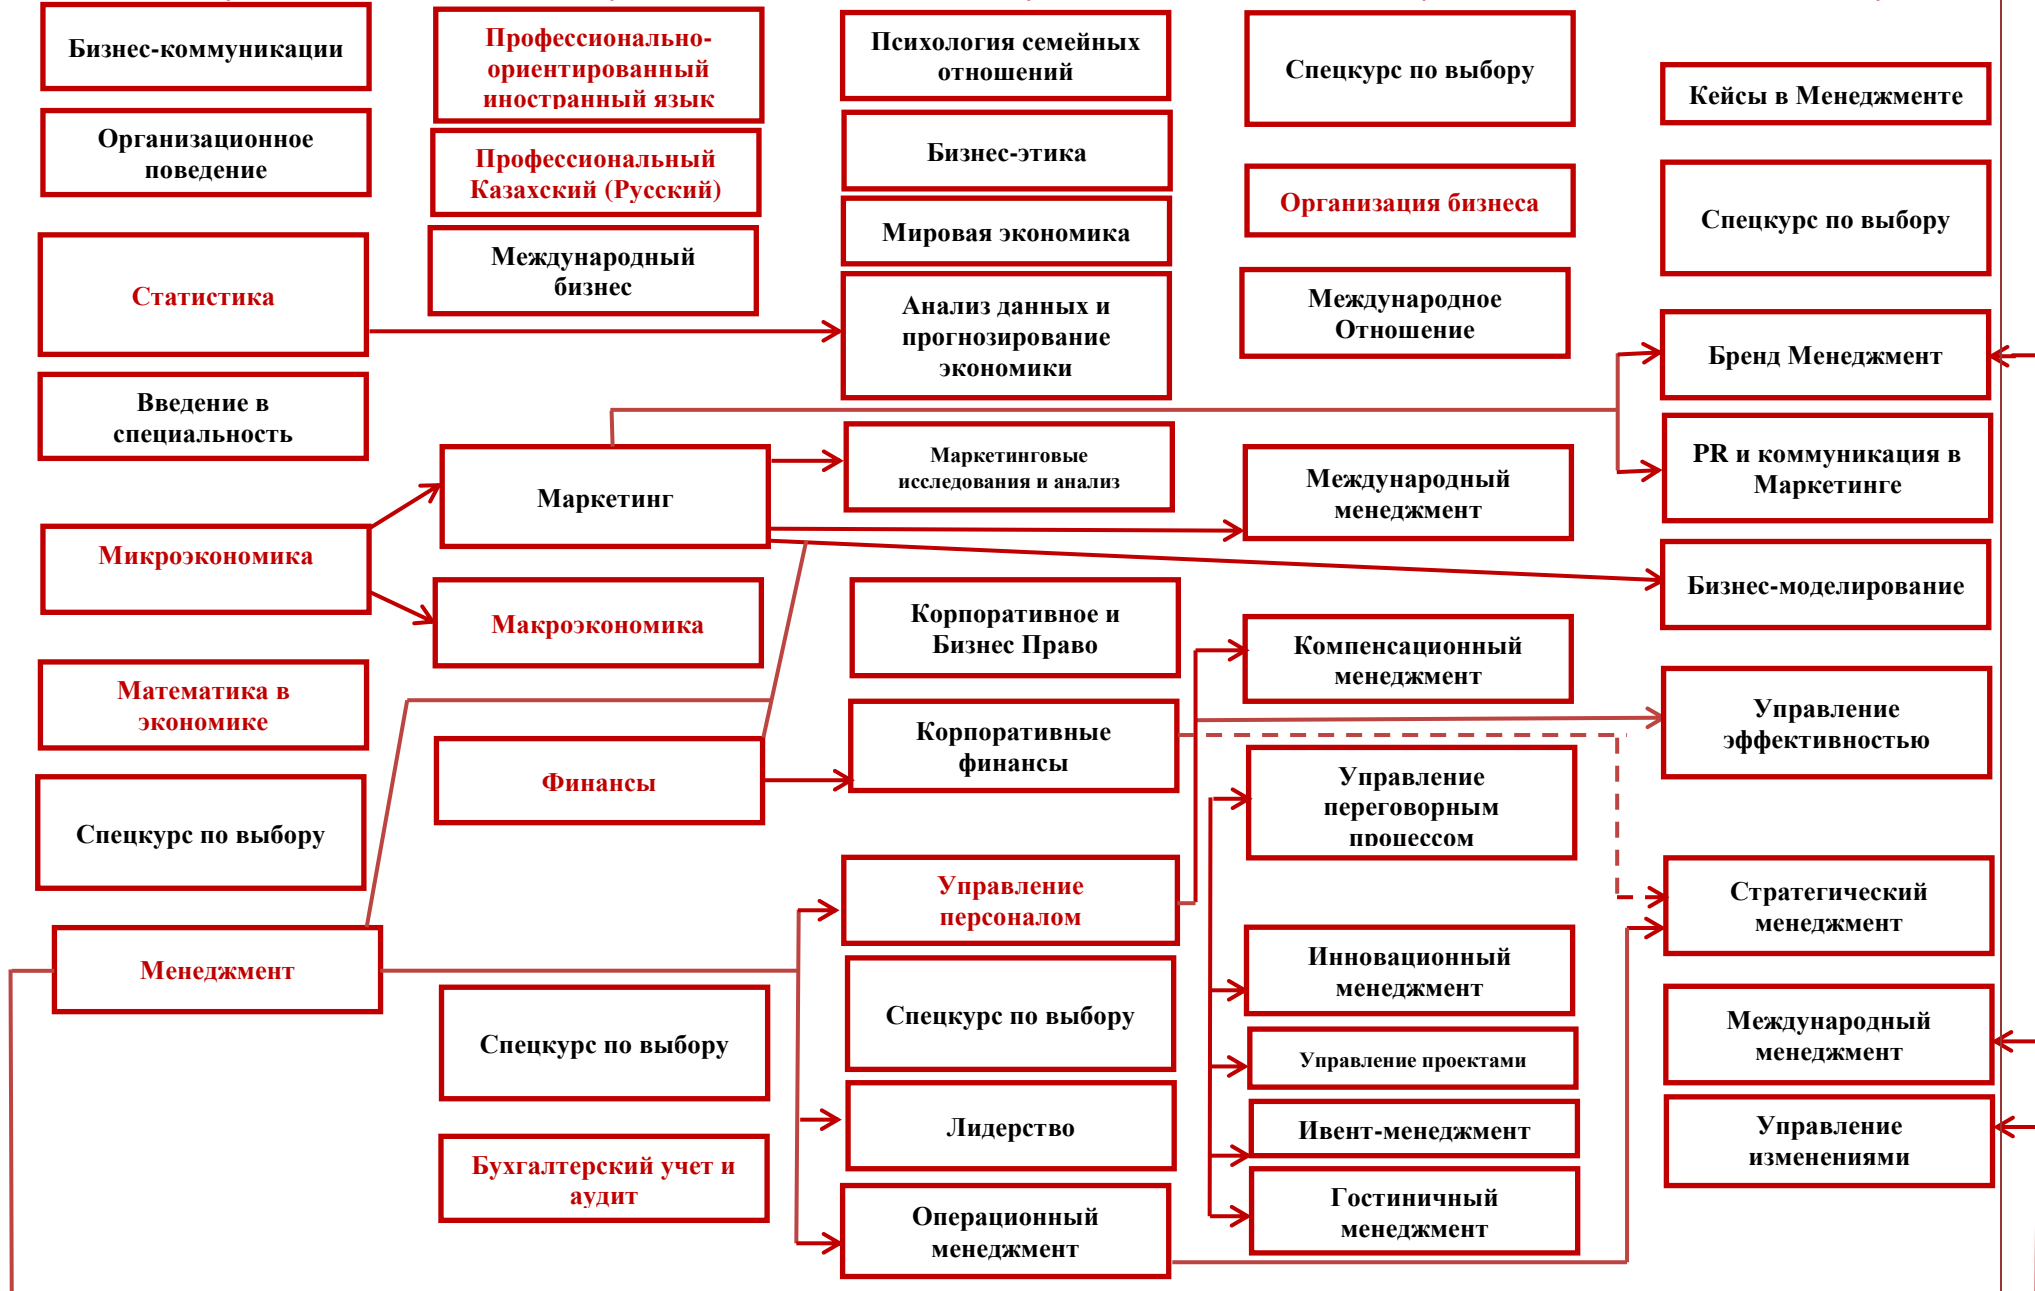 Бизнес-коммуникации
Организационное
поведение
Статистика
Введение в
специальность
Микроэкономика
Математика в
экономике
Спецкурс по выбору
Менеджмент
Профессионально-
ориентированный
иностранный язык
Профессиональный
Казахский (Русский)
Международный
бизнес
Маркетинг
Макроэкономика
Финансы
Спецкурс по выбору
Бухгалтерский учет и
аудит
Психология семейных
отношений
Бизнес-этика
Мировая экономика
Анализ данных и
прогнозирование
экономики
Маркетинговые
исследования и анализ
Корпоративное и
Бизнес Право
Корпоративные
финансы
Управление
персоналом
Спецкурс по выбору
Лидерство
Операционный
менеджмент
Спецкурс по выбору
Организация бизнеса
Международное
Отношение
Международный
менеджмент
Компенсационный
менеджмент
Управление
переговорным
процессом
Инновационный
менеджмент
Управление проектами
Ивент-менеджмент
Гостиничный
менеджмент
Кейсы в Менеджменте
Спецкурс по выбору
Бренд Менеджмент
PR и коммуникация в
Маркетинге
Бизнес-моделирование
Управление
эффективностью
Стратегический
менеджмент
Международный
менеджмент
Управление
изменениями